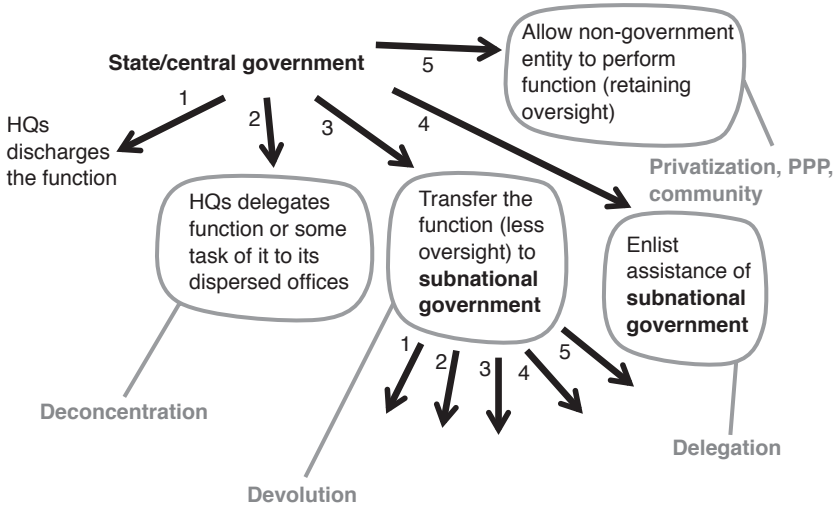 State/central government
5
Allow non-government
entity to perform
function (retaining
oversight)
Privatization, PPP,
community
1
HQs
discharges
the function
2
HQs delegates
function or some
task of it to its
dispersed offices
Deconcentration
3
Transfer the
function (less
oversight) to
subnational
government
Devolution
1
2
3
4
5
4
Enlist
assistance of
subnational
government
Delegation